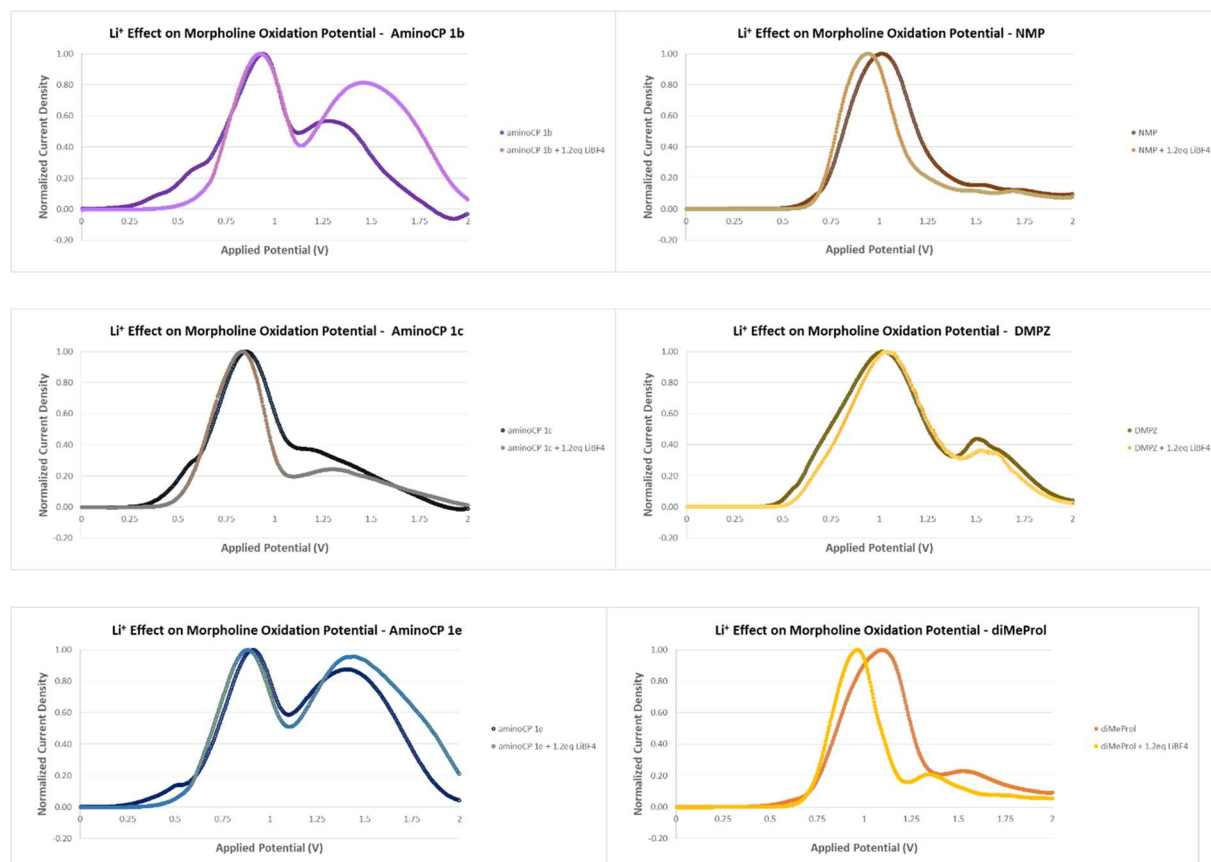 Li⁺ Effect on Morpholine Oxidation Potential - AminoCP 1b
Normalized Current Density
1.00
0.80
0.60
0.40
0.20
0.00
-0.20
0 0.25 0.5 0.75 1 1.25 1.5 1.75 2
Applied Potential (V)
aminoCP 1b
aminoCP 1b + 1.2eq LiBF4
Li⁺ Effect on Morpholine Oxidation Potential - NMP
Normalized Current Density
1.00
0.80
0.60
0.40
0.20
0.00
-0.20
0 0.25 0.5 0.75 1 1.25 1.5 1.75 2
Applied Potential (V)
NMP
NMP + 1.2eq LiBF4
Li⁺ Effect on Morpholine Oxidation Potential - AminoCP 1c
Normalized Current Density
1.00
0.80
0.60
0.40
0.20
0.00
-0.20
0 0.25 0.5 0.75 1 1.25 1.5 1.75 2
Applied Potential (V)
aminoCP 1c
aminoCP 1c + 1.2eq LiBF4
Li⁺ Effect on Morpholine Oxidation Potential - DMPZ
Normalized Current Density
1.00
0.80
0.60
0.40
0.20
0.00
-0.20
0 0.25 0.5 0.75 1 1.25 1.5 1.75 2
Applied Potential (V)
DMPZ
DMPZ + 1.2eq LiBF4
Li⁺ Effect on Morpholine Oxidation Potential - AminoCP 1e
Normalized Current Density
1.00
0.80
0.60
0.40
0.20
0.00
0 0.25 0.5 0.75 1 1.25 1.5 1.75 2
Applied Potential (V)
aminoCP 1e
aminoCP 1e + 1.2eq LiBF4
Li⁺ Effect on Morpholine Oxidation Potential - diMeProl
Normalized Current Density
1.00
0.80
0.60
0.40
0.20
0.00
0 0.25 0.5 0.75 1 1.25 1.5 1.75 2
Applied Potential (V)
diMeProl
diMeProl + 1.2eq LiBF4